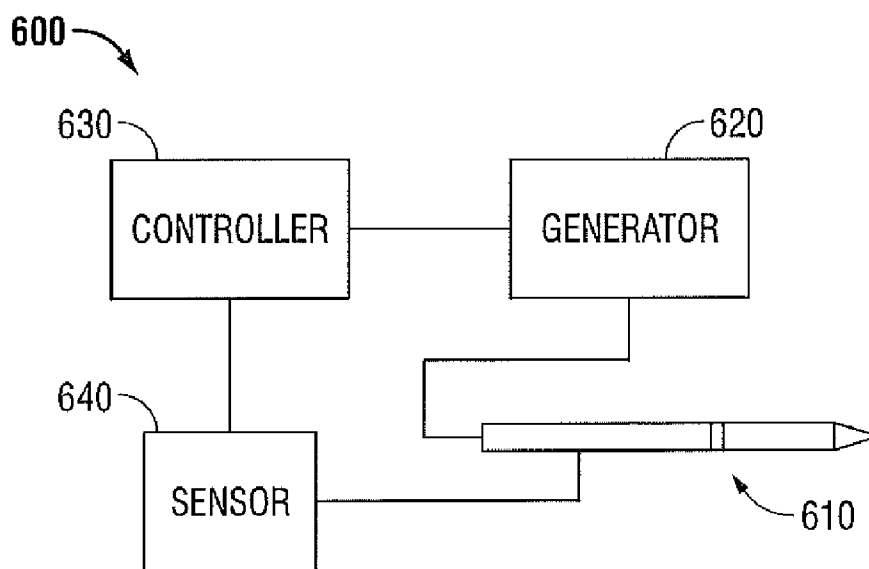 600
630
620
CONTROLLER
GENERATOR
640
SENSOR
610